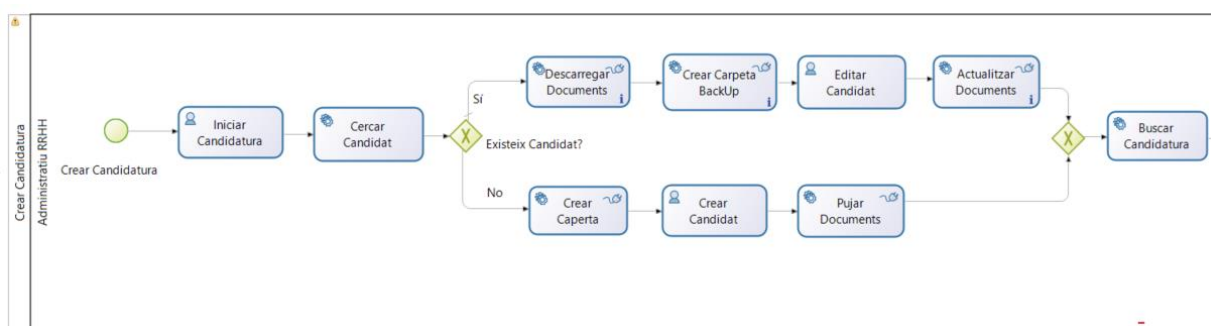 Crear Candidatura
Administratiu RRHH
Crear Candidatura
Iniciar
Candidatura
Cercar
Candidat
Existeix Candidat?
Sí
Descarregar
Documents
Crear Carpeta
BackUp
Editar
Candidat
Actualitzar
Documents
No
Crear
Caperta
Crear
Candidat
Pujar
Documents
Buscar
Candidatura